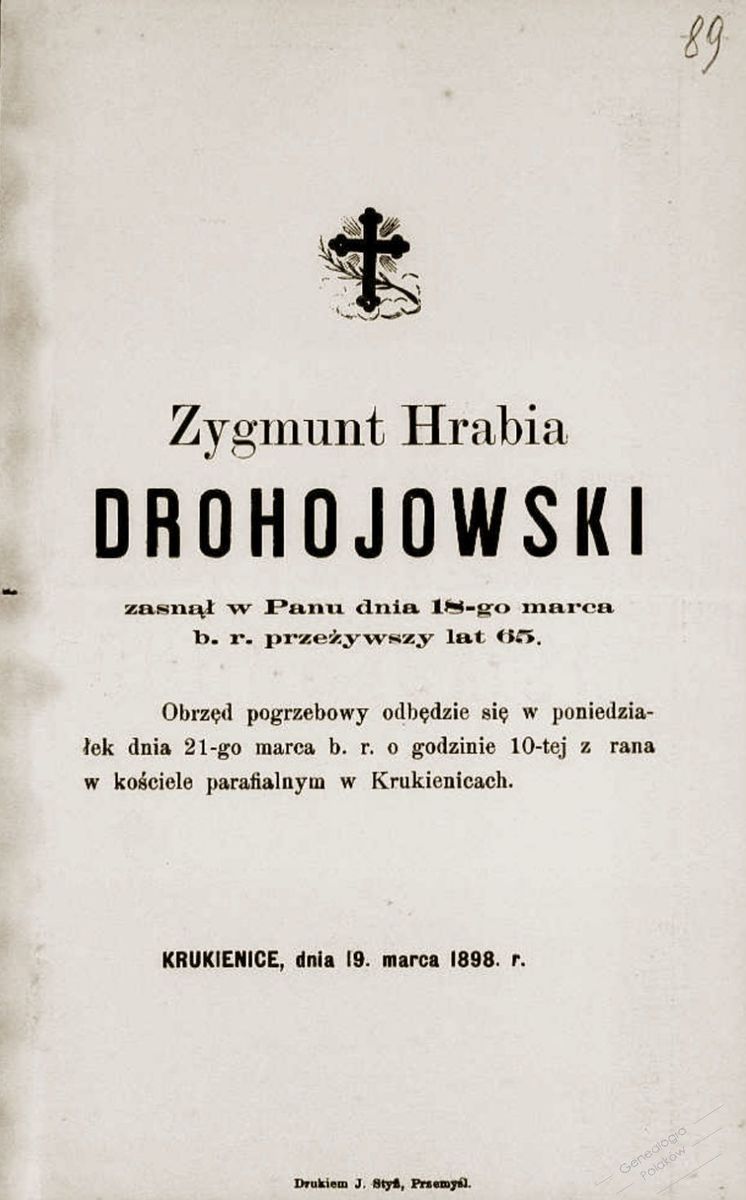 89
Zygmunt Hrabia
DROHOJOWSKI
zasnął w Panu dnia 18-go marca
b. r. przeżywszy lat 65.
Obrzęd pogrzebowy odbędzie się w poniedzia-
łek dnia 21-go marca b. r. o godzinie 10-tej z rana
w kościele parafialnym w Krukienicach.
KRUKIENICE, dnia 19. marca 1898. r.
Genealogia
Polaków
Drukiem J. Styfi, Przemyśl.